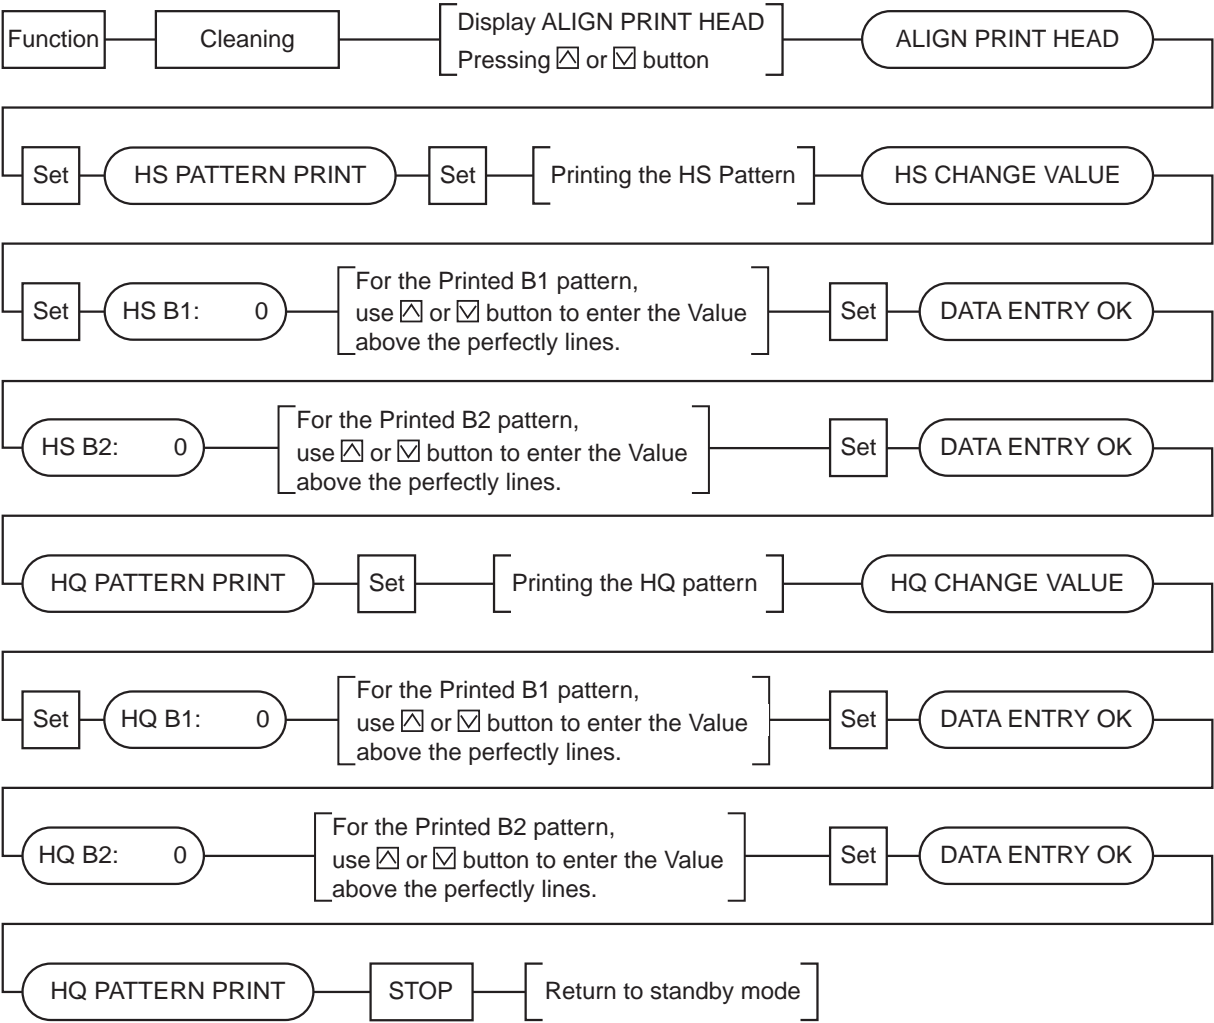 Function
Cleaning
Display ALIGN PRINT HEAD
Pressing or button
ALIGN PRINT HEAD
Set
HS PATTERN PRINT
Set
Printing the HS Pattern
HS CHANGE VALUE
Set
HS B1: 0
For the Printed B1 pattern,
use or button to enter the Value
above the perfectly lines.
Set
DATA ENTRY OK
HS B2: 0
For the Printed B2 pattern,
use or button to enter the Value
above the perfectly lines.
Set
DATA ENTRY OK
HQ PATTERN PRINT
Set
Printing the HQ pattern
HQ CHANGE VALUE
Set
HQ B1: 0
For the Printed B1 pattern,
use or button to enter the Value
above the perfectly lines.
Set
DATA ENTRY OK
HQ B2: 0
For the Printed B2 pattern,
use or button to enter the Value
above the perfectly lines.
Set
DATA ENTRY OK
HQ PATTERN PRINT
STOP
Return to standby mode